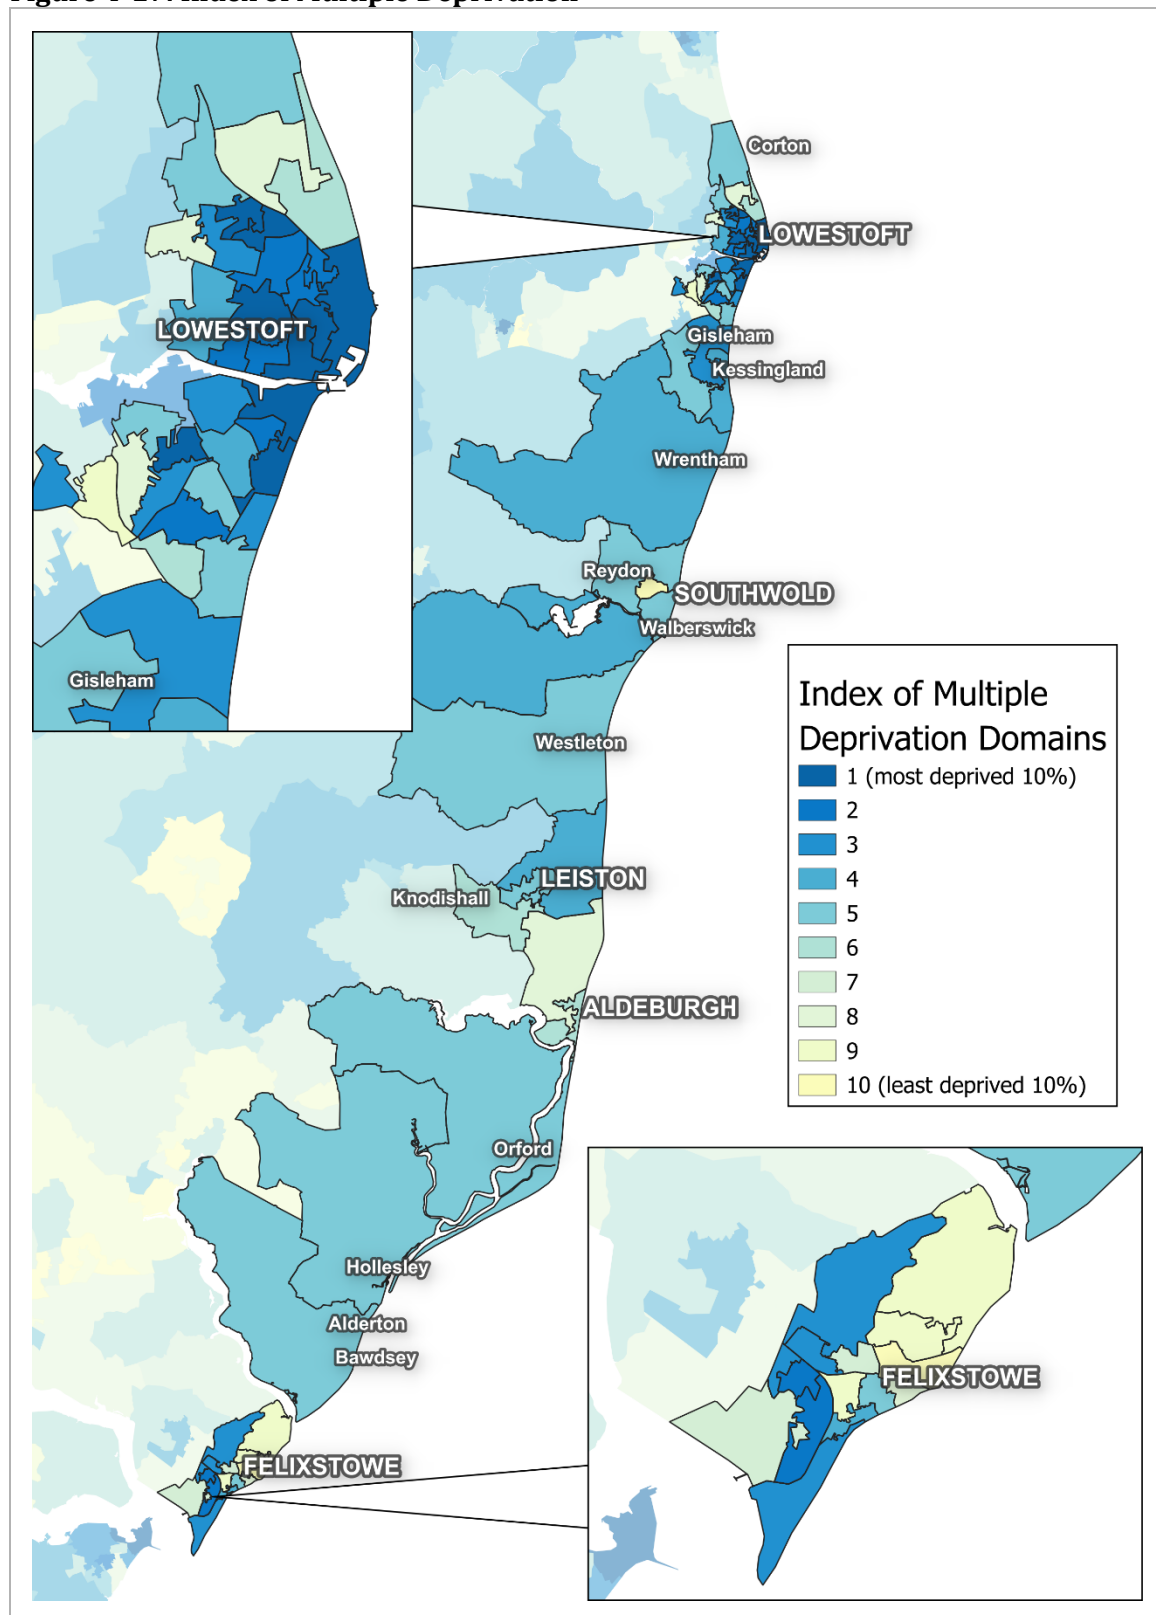 LOWESTOFT
Gisleham
Corton
LOWESTOFT
Gisleham
Kessingland
Wrentham
Reydon
SOUTHWOLD
Walberswick
Westleton
LEISTON
Knodishall
ALDEBURGH
Orford
Hollesley
Alderton
Bawdsey
FELIXSTOWE
Index of Multiple
Deprivation Domains
1 (most deprived 10%)
2
3
4
5
6
7
8
9
10 (least deprived 10%)
FELIXSTOWE